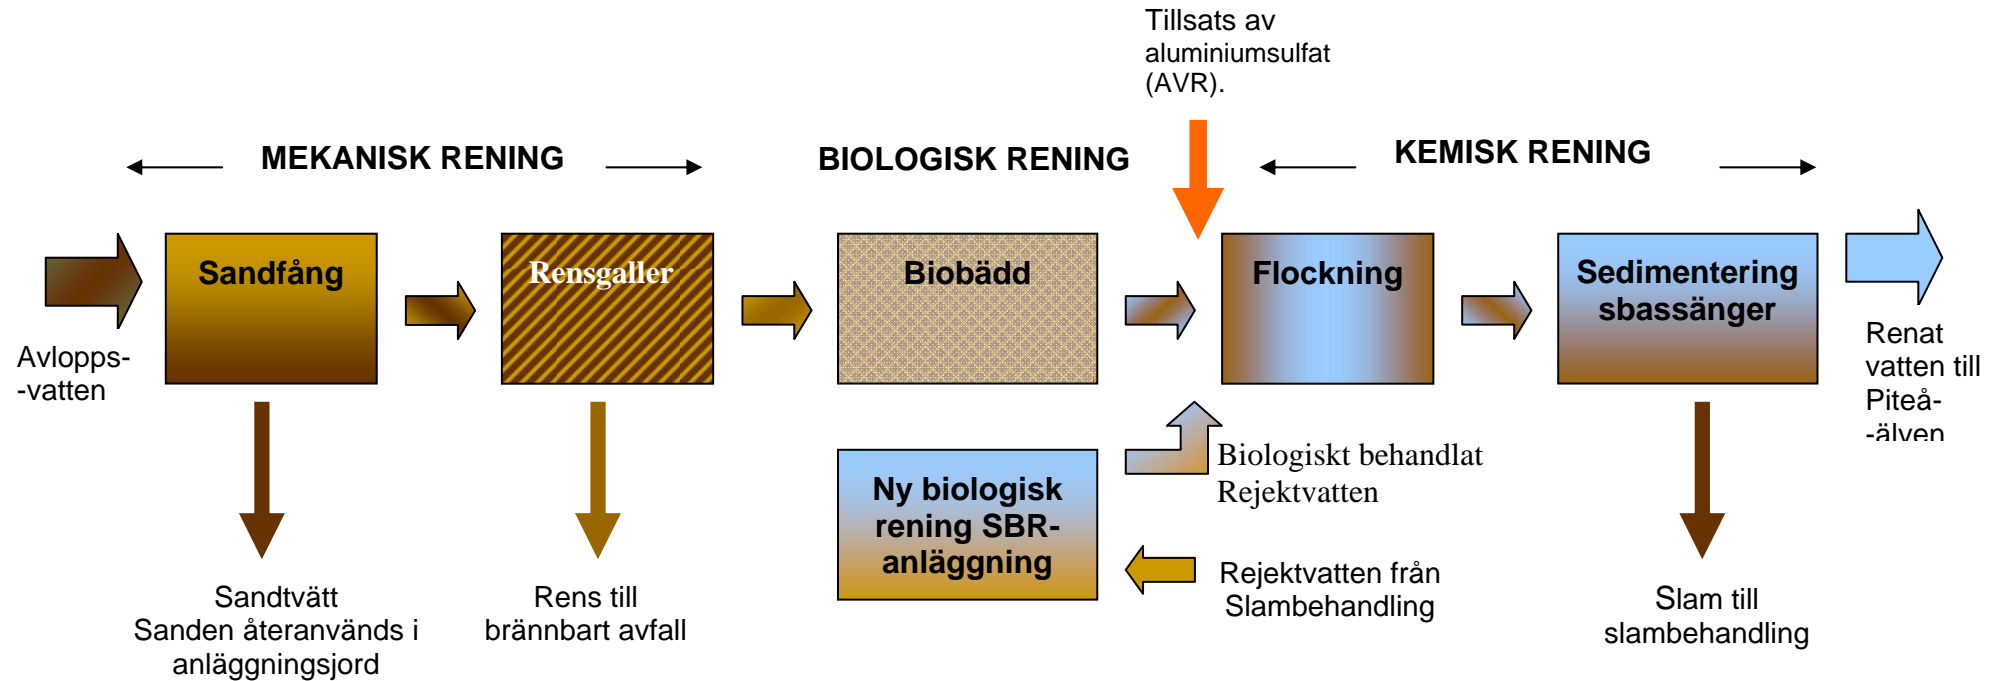 Tillsats av
aluminiumsulfat
(AVR).
MEKANISK RENING
BIOLOGISK RENING
KEMISK RENING
Avlopps-
-vatten
Sandfång
Rensgaller
Biobädd
Flockning
Sedimentering
sbassänger
Renat
vatten till
Piteå-
-älven
Ny biologisk
rening SBR-
anläggning
Biologiskt behandlat
Rejektvatten
Rejektvatten från
Slambehandling
Sandtvätt
Sanden återanvänds i
anläggningsjord
Rens till
brännbart avfall
Slam till
slambehandling